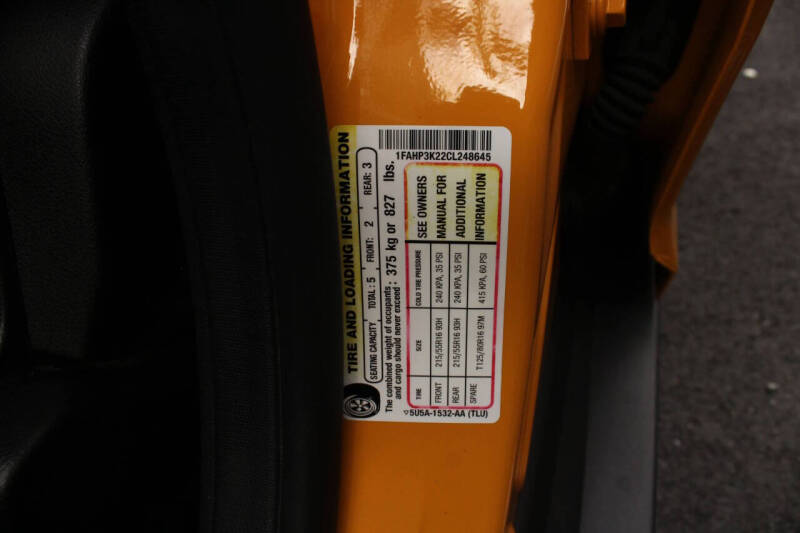 1FAHP3K22CL248645
TIRE AND LOADING INFORMATION
SEATING CAPACITY TOTAL : 5 FRONT: 2 REAR: 3
The combined weight of occupants and cargo should never exceed : 375 kg or 827 lbs.
TIRE SIZE COLD TIRE PRESSURE
FRONT 215/55R16 93H 240 KPA, 35 PSI
REAR 215/55R16 93H 240 KPA, 35 PSI
SPARE T125/80R16 97M 415 KPA, 60 PSI
SEE OWNERS
MANUAL FOR
ADDITIONAL
INFORMATION
5U5A-1532-AA (TLU)